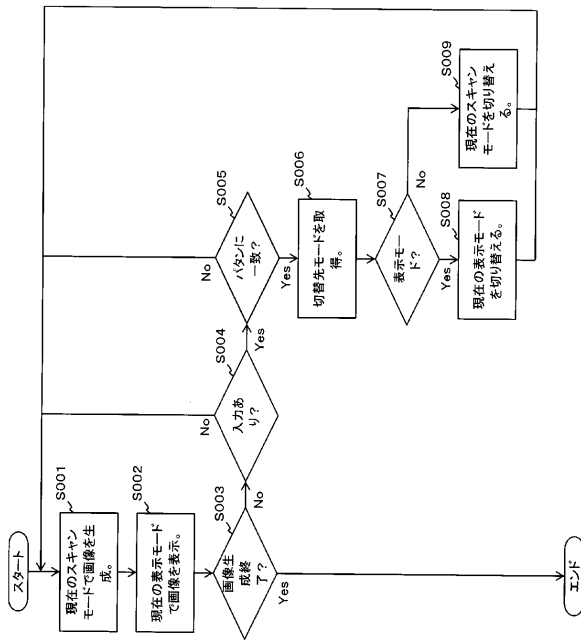 スタート
S001
現在のスキャン
モードで画像を生
成。
S002
現在の表示モード
で画像を表示。
S003
画像生
成終
了？
No
Yes
S004
入力あ
り？
No
Yes
S005
パタンに
一致？
No
Yes
S006
切替先モードを取
得。
S007
表示モー
ド？
No
Yes
S008
現在の表示モード
を切り替える。
S009
現在のスキャン
モードを切り替え
る。
エンド